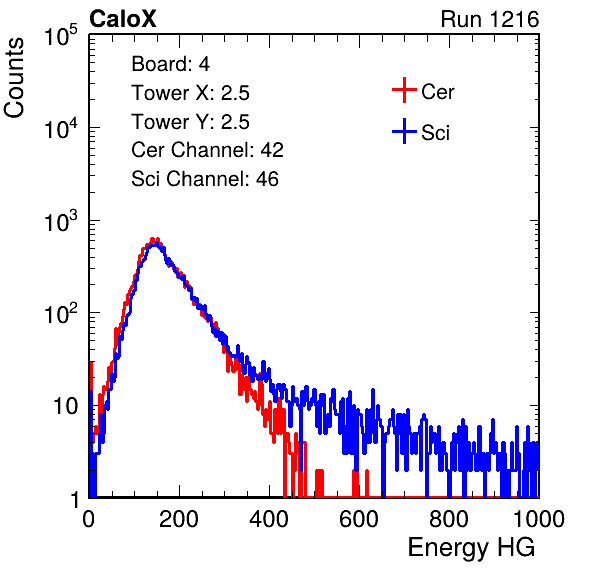 CaloX Run 1216
Counts
10^5
10^4
10^3
10^2
10
1
Board: 4
Tower X: 2.5
Tower Y: 2.5
Cer Channel: 42
Sci Channel: 46
Cer
Sci
0 200 400 600 800 1000
Energy HG